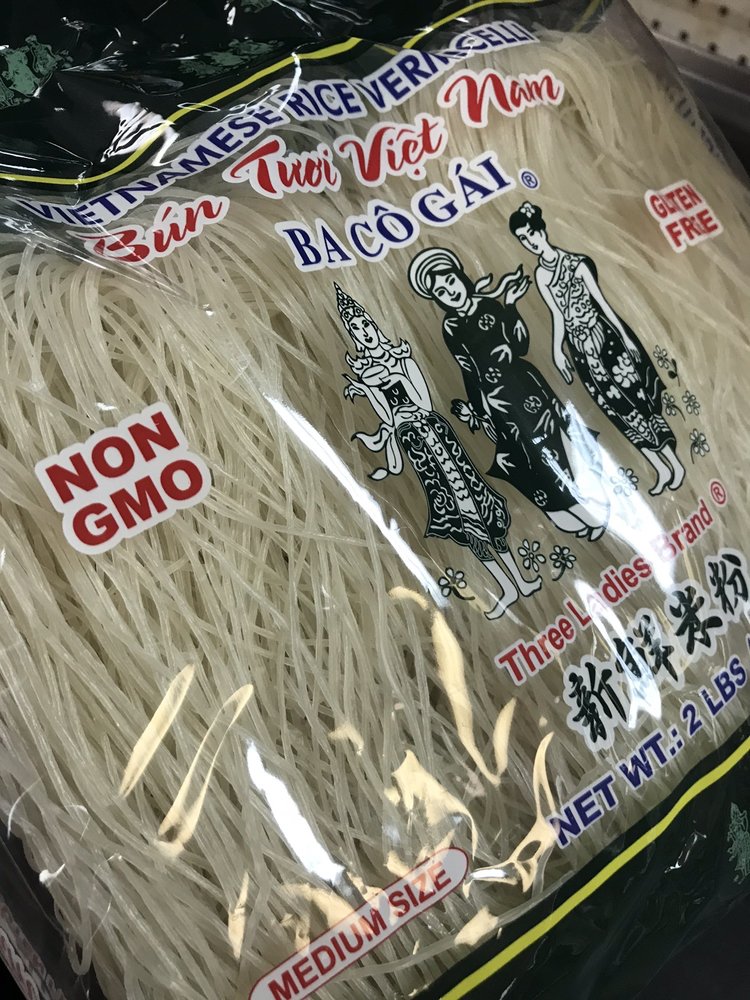 VIETNAMESE RICE VERMICELLI
Bún Tươi Việt Nam
BA CÔ GÁI ®
GLUTEN
FREE
NON
GMO
Three Ladies Brand ®
新鮮米粉
NET WT.: 2 LBS
MEDIUM SIZE